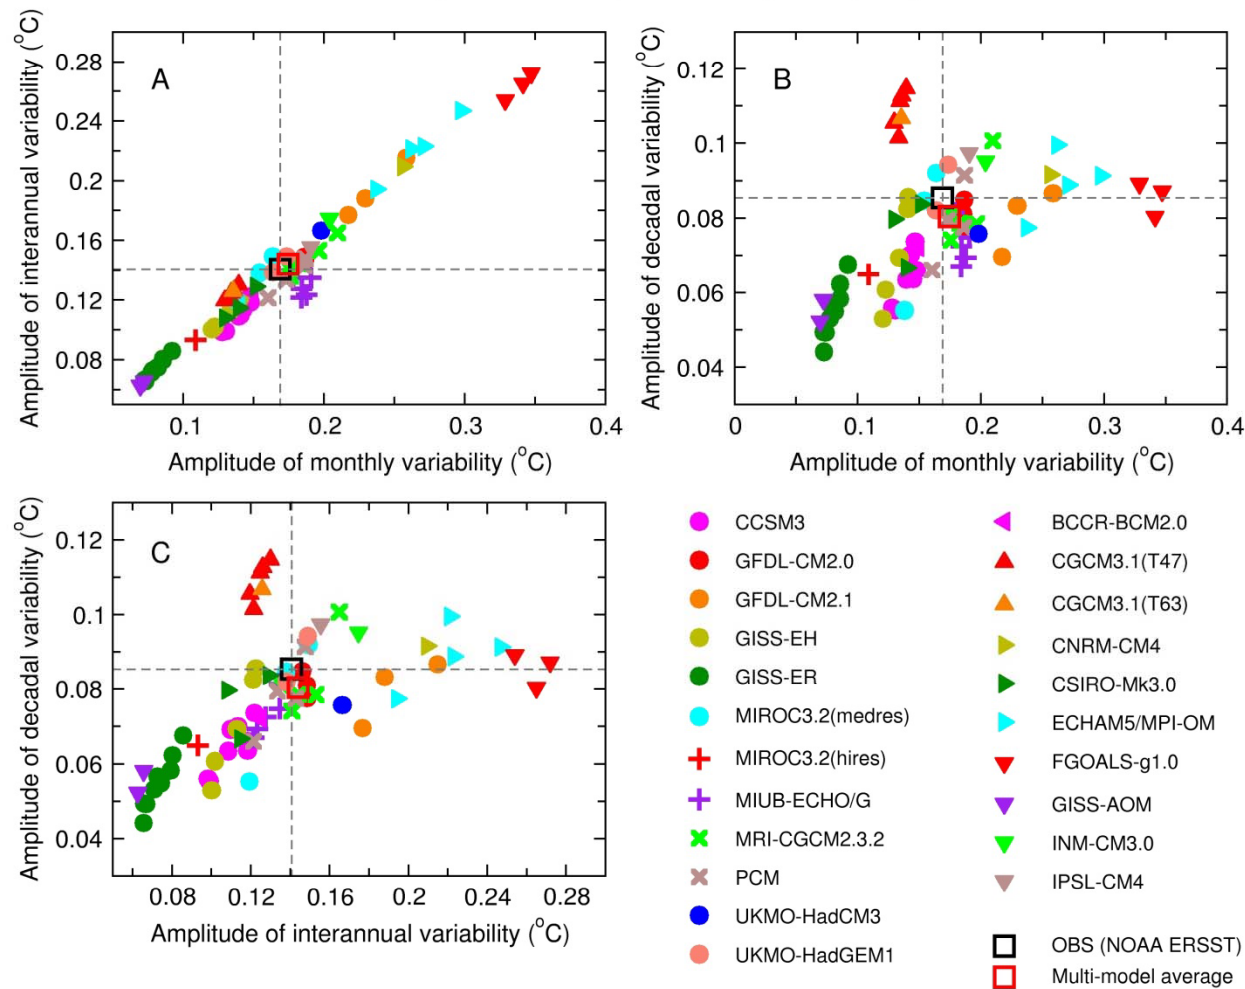 A
Amplitude of interannual variability (°C)
0.28
0.24
0.2
0.16
0.12
0.08
0.1
0.2
0.3
0.4
Amplitude of monthly variability (°C)
B
Amplitude of decadal variability (°C)
0.12
0.1
0.08
0.06
0.04
0
0.1
0.2
0.3
0.4
Amplitude of monthly variability (°C)
C
Amplitude of decadal variability (°C)
0.12
0.1
0.08
0.06
0.04
0.08
0.12
0.16
0.2
0.24
0.28
Amplitude of interannual variability (°C)
CCSM3
GFDL-CM2.0
GFDL-CM2.1
GISS-EH
GISS-ER
MIROC3.2(medres)
MIROC3.2(hires)
MIUB-ECHO/G
MRI-CGCM2.3.2
PCM
UKMO-HadCM3
UKMO-HadGEM1
BCCR-BCM2.0
CGCM3.1(T47)
CGCM3.1(T63)
CNRM-CM4
CSIRO-Mk3.0
ECHAM5/MPI-OM
FGOALS-g1.0
GISS-AOM
INM-CM3.0
IPSL-CM4
OBS (NOAA ERSST)
Multi-model average